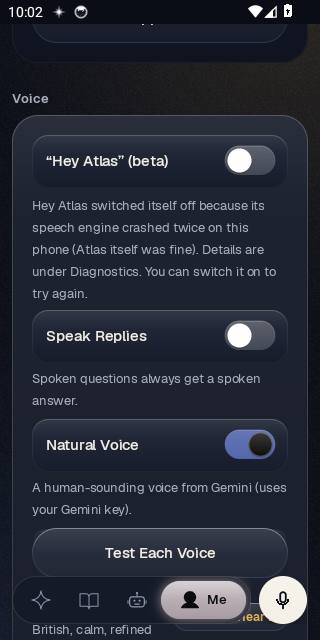 10:02
Voice
“Hey Atlas” (beta)
Hey Atlas switched itself off because its
speech engine crashed twice on this
phone (Atlas itself was fine). Details are
under Diagnostics. You can switch it on to
try again.
Speak Replies
Spoken questions always get a spoken
answer.
Natural Voice
A human-sounding voice from Gemini (uses
your Gemini key).
Test Each Voice
Me
British, calm, refined